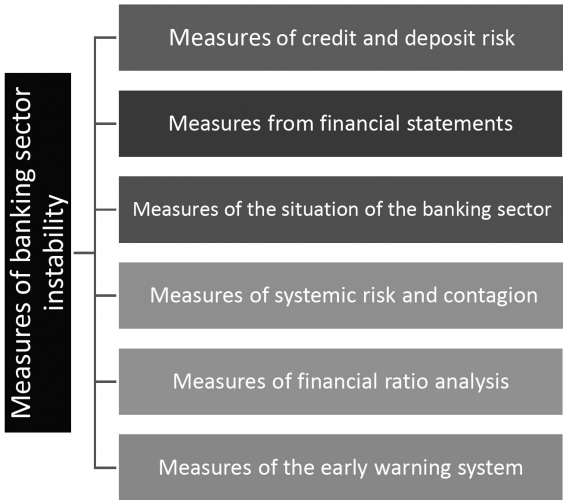 Measures of banking sector
instability
Measures of credit and deposit risk
Measures from financial statements
Measures of the situation of the banking sector
Measures of systemic risk and contagion
Measures of financial ratio analysis
Measures of the early warning system